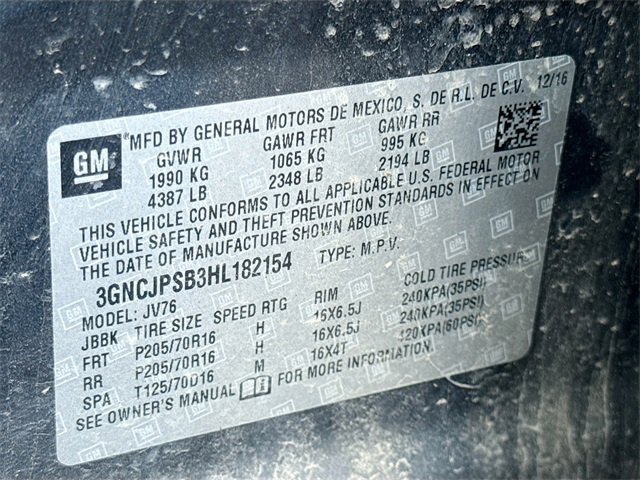 GM
MFD BY GENERAL MOTORS DE MEXICO, S. DE R.L. DE C.V. 12/16
GVWR GAWR FRT GAWR RR
1990 KG 1065 KG 995 KG
4387 LB 2348 LB 2194 LB
THIS VEHICLE CONFORMS TO ALL APPLICABLE U.S. FEDERAL MOTOR
VEHICLE SAFETY AND THEFT PREVENTION STANDARDS IN EFFECT ON
THE DATE OF MANUFACTURE SHOWN ABOVE.
3GNCJPSB3HL182154 TYPE: M.P.V.
MODEL: JV76
JBBK TIRE SIZE SPEED RTG RIM COLD TIRE PRESSURE
FRT P205/70R16 H 16X6.5J 240KPA(35PSI)
RR P205/70R16 H 16X6.5J 240KPA(35PSI)
SPA T125/70D16 M 16X4T 420KPA(60PSI)
SEE OWNER'S MANUAL FOR MORE INFORMATION.